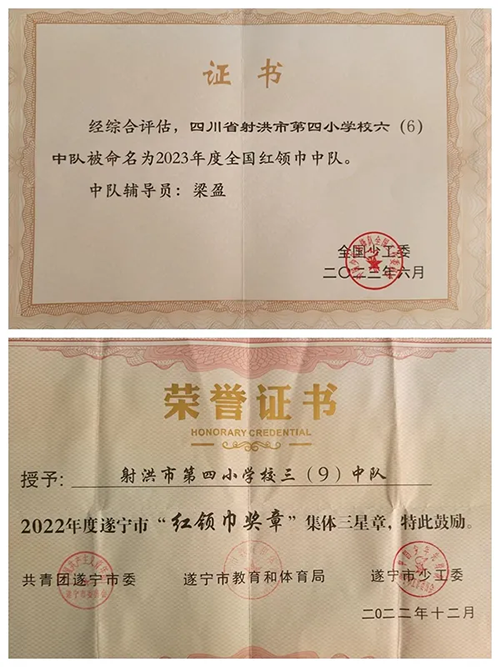 证书
经综合评估，四川省射洪市第四小学校六（6）
中队被命名为2023年度全国红领巾中队。
中队辅导员：梁盈
全国少工委
二〇二三年六月
荣誉证书
HONORARY CREDENTIAL
授予：射洪市第四小学校三（9）中队
2022年度遂宁市“红领巾奖章”集体三星章，特此鼓励。
共青团遂宁市委 遂宁市教育和体育局 遂宁市少工委
二〇二二年十二月